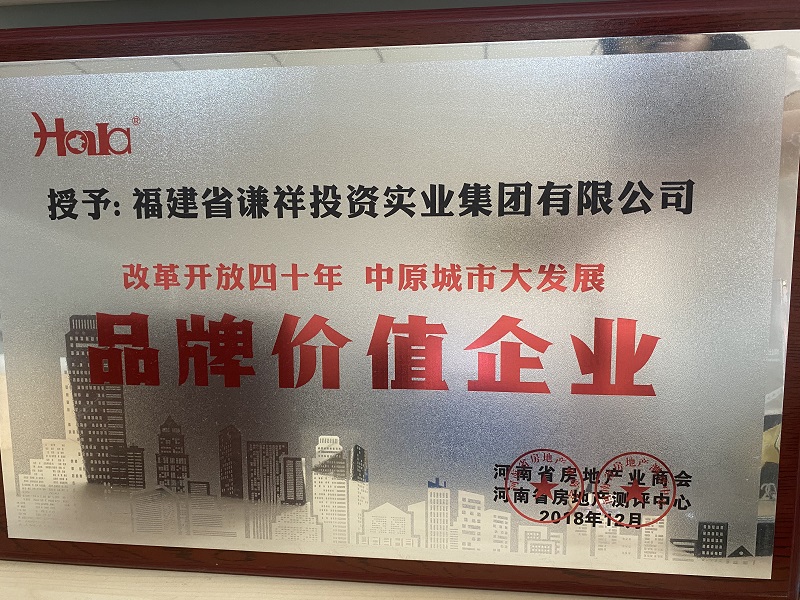 Hala®
授予: 福建省谦祥投资实业集团有限公司
改革开放四十年 中原城市大发展
品牌价值企业
河南省房地产业商会
河南省房地产测评中心
2018年12月